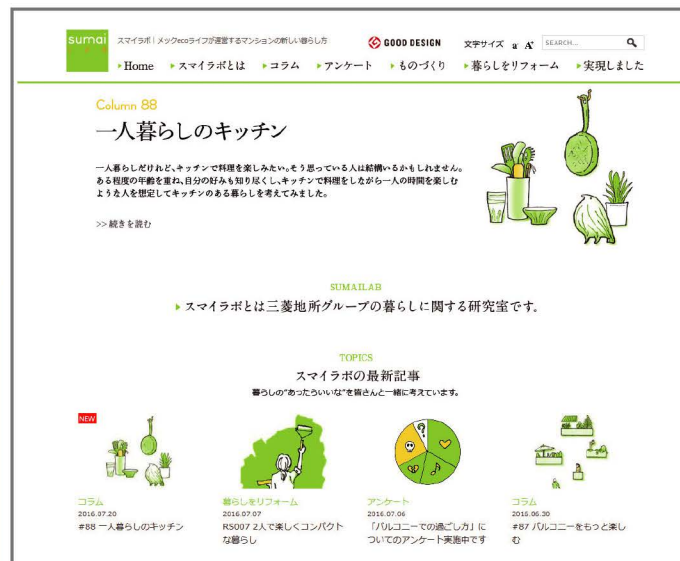 sumai
スマイラボ｜メックecoライフが運営するマンションの新しい暮らし方
GOOD DESIGN
文字サイズ a A+
SEARCH...
Home
スマイラボとは
コラム
アンケート
ものづくり
暮らしをリフォーム
実現しました
Column 88
一人暮らしのキッチン
一人暮らしだけれど、キッチンで料理を楽しみたい。そう思っている人は結構いるかもしれません。
ある程度の年齢を重ね、自分の好みも知り尽くし、キッチンで料理をしながら一人の時間を楽しむ
ような人を想定してキッチンのある暮らしを考えてみました。
>> 続きを読む
SUMAILAB
スマイラボとは三菱地所グループの暮らしに関する研究室です。
TOPICS
スマイラボの最新記事
暮らしの"あったらいいな"を皆さんと一緒に考えています。
NEW
コラム
2016.07.20
#88 一人暮らしのキッチン
暮らしをリフォーム
2016.07.07
RS007 2人で楽しくコンパクト
な暮らし
アンケート
2016.07.06
「バルコニーでの過ごし方」に
ついてのアンケート実施中です
コラム
2016.06.30
#87 バルコニーをもっと楽し
む